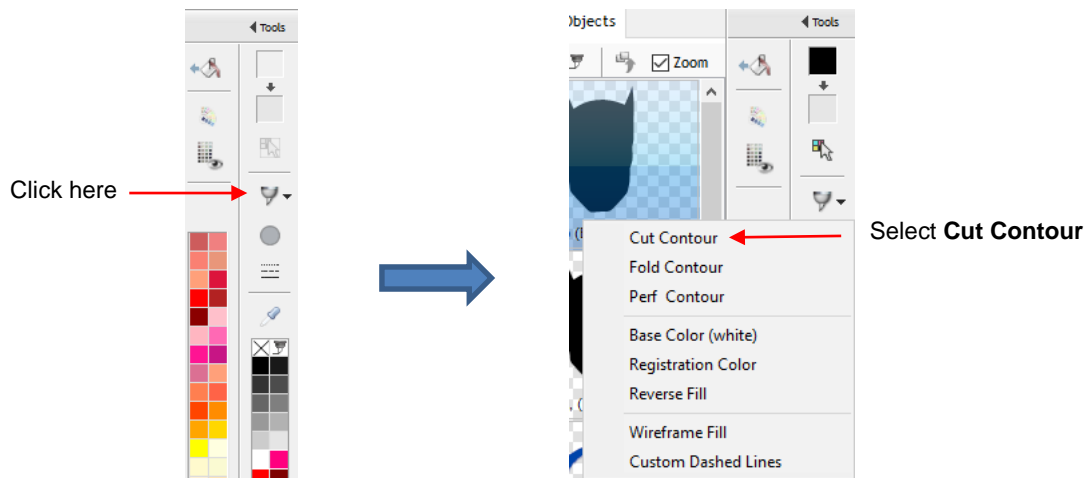 Tools
Click here
Objects
Tools
Zoom
Cut Contour
Select Cut Contour
Fold Contour
Perf Contour
Base Color (white)
Registration Color
Reverse Fill
Wireframe Fill
Custom Dashed Lines